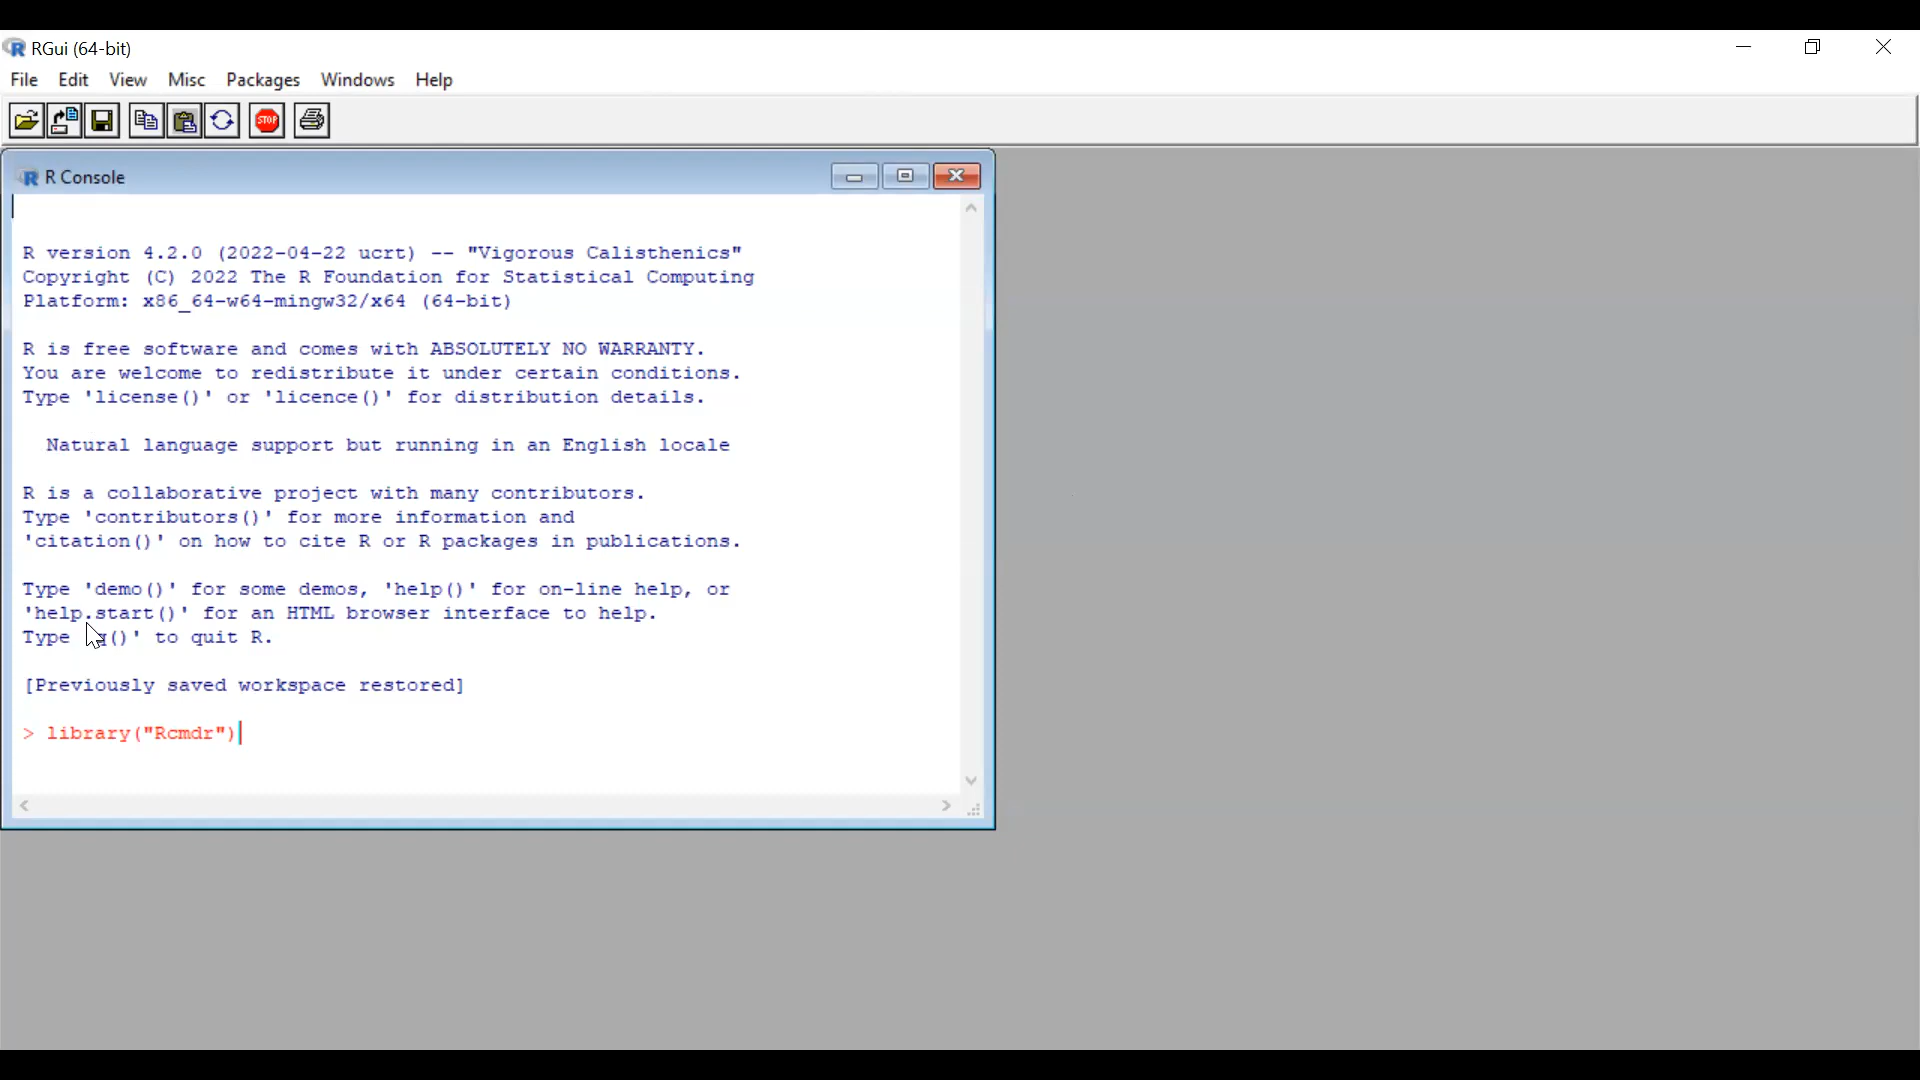 RGui (64-bit)
File Edit View Misc Packages Windows Help
STOP
R Console
R version 4.2.0 (2022-04-22 ucrt) -- "Vigorous Calisthenics"
Copyright (C) 2022 The R Foundation for Statistical Computing
Platform: x86_64-w64-mingw32/x64 (64-bit)
R is free software and comes with ABSOLUTELY NO WARRANTY.
You are welcome to redistribute it under certain conditions.
Type 'license()' or 'licence()' for distribution details.
Natural language support but running in an English locale
R is a collaborative project with many contributors.
Type 'contributors()' for more information and
'citation()' on how to cite R or R packages in publications.
Type 'demo()' for some demos, 'help()' for on-line help, or
'help.start()' for an HTML browser interface to help.
Type 'q()' to quit R.
[Previously saved workspace restored]
> library("Rcmdr")